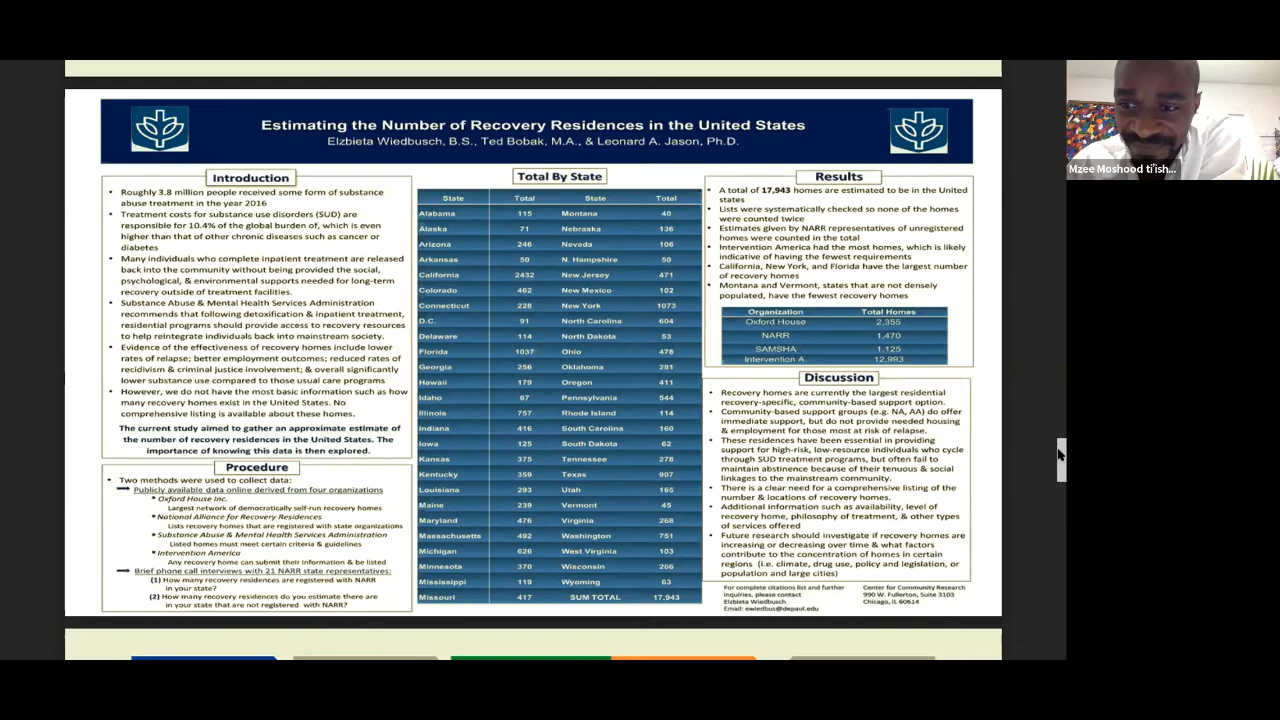 Estimating the Number of Recovery Residences in the United States
Elzbieta Wiedbusch, B.S., Ted Bobak, M.A., & Leonard A. Jason, Ph.D.
Introduction
• Roughly 3.8 million people received some form of substance
abuse treatment in the year 2016
• Treatment costs for substance use disorders (SUD) are
responsible for 10.4% of the global burden of, which is even
higher than that of other chronic diseases such as cancer or
diabetes
• Many individuals who complete inpatient treatment are released
back into the community without being provided the social,
psychological, & environmental supports needed for long-term
recovery outside of treatment facilities.
• Substance Abuse & Mental Health Services Administration
recommends that following detoxification & inpatient treatment,
residential programs should provide access to recovery resources
to help reintegrate individuals back into mainstream society.
• Evidence of the effectiveness of recovery homes include lower
rates of relapse; better employment outcomes; reduced rates of
recidivism & criminal justice involvement; & overall significantly
lower substance use compared to those usual care programs
• However, we do not have the most basic information such as how
many recovery homes exist in the United States. No
comprehensive listing is available about these homes.
The current study aimed to gather an approximate estimate of
the number of recovery residences in the United States. The
importance of knowing this data is then explored.
Procedure
• Two methods were used to collect data:
Publicly available data online derived from four organizations
* Oxford House Inc.
Largest network of democratically self-run recovery homes
* National Alliance for Recovery Residences
Lists recovery homes that are registered with state organizations
* Substance Abuse & Mental Health Services Administration
Listed homes must meet certain criteria & guidelines
* Intervention America
Any recovery home can submit their information & be listed
Brief phone call interviews with 21 NARR state representatives:
(1) How many recovery residences are registered with NARR
in your state?
(2) How many recovery residences do you estimate there are
in your state that are not registered with NARR?
Total By State
State Total State Total
Alabama 115 Montana 40
Alaska 71 Nebraska 136
Arizona 246 Nevada 106
Arkansas 50 N. Hampshire 50
California 2432 New Jersey 471
Colorado 462 New Mexico 102
Connecticut 228 New York 1073
D.C. 91 North Carolina 604
Delaware 114 North Dakota 53
Florida 1037 Ohio 478
Georgia 256 Oklahoma 281
Hawaii 179 Oregon 411
Idaho 67 Pennsylvania 544
Illinois 757 Rhode Island 114
Indiana 416 South Carolina 160
Iowa 125 South Dakota 62
Kansas 375 Tennessee 278
Kentucky 359 Texas 907
Louisiana 293 Utah 165
Maine 239 Vermont 45
Maryland 476 Virginia 268
Massachusetts 492 Washington 751
Michigan 626 West Virginia 103
Minnesota 370 Wisconsin 266
Mississippi 119 Wyoming 63
Missouri 417 SUM TOTAL 17,943
Results
• A total of 17,943 homes are estimated to be in the United
states
• Lists were systematically checked so none of the homes
were counted twice
• Estimates given by NARR representatives of unregistered
homes were counted in the total
• Intervention America had the most homes, which is likely
indicative of having the fewest requirements
• California, New York, and Florida have the largest number
of recovery homes
• Montana and Vermont, states that are not densely
populated, have the fewest recovery homes
Organization Total Homes
Oxford House 2,355
NARR 1,470
SAMSHA 1,125
Intervention A. 12,993
Discussion
• Recovery homes are currently the largest residential
recovery-specific, community-based support option.
• Community-based support groups (e.g. NA, AA) do offer
immediate support, but do not provide needed housing
& employment for those most at risk of relapse.
• These residences have been essential in providing
support for high-risk, low-resource individuals who cycle
through SUD treatment programs, but often fail to
maintain abstinence because of their tenuous & social
linkages to the mainstream community.
• There is a clear need for a comprehensive listing of the
number & locations of recovery homes.
• Additional information such as availability, level of
recovery home, philosophy of treatment, & other types
of services offered
• Future research should investigate if recovery homes are
increasing or decreasing over time & what factors
contribute to the concentration of homes in certain
regions (i.e. climate, drug use, policy and legislation, or
population and large cities)
For complete citations list and further
inquiries, please contact
Elzbieta Wiedbusch
Email: ewiedbus@depaul.edu
Center for Community Research
990 W. Fullerton, Suite 3103
Chicago, IL 60614
Mzee Moshood ti'ish...